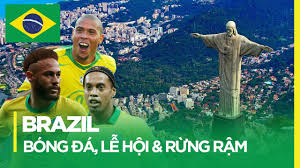 BRAZIL
BÓNG ĐÁ, LỄ HỘI & RỪNG RẬM